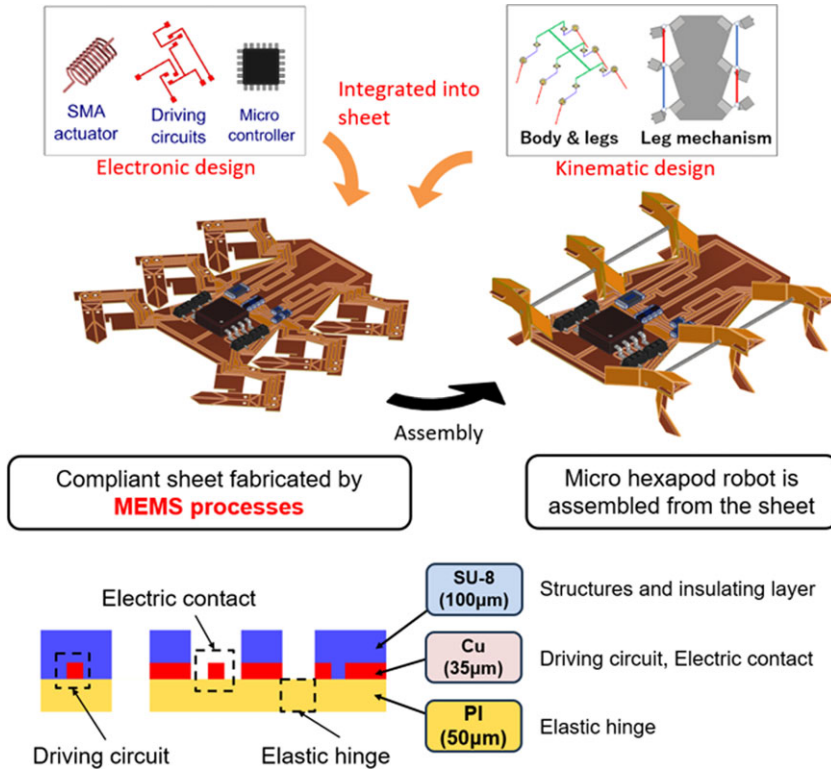 SMA
actuator
Driving
circuits
Micro
controller
Electronic design
Integrated into
sheet
Body & legs
Leg mechanism
Kinematic design
Assembly
Compliant sheet fabricated by
MEMS processes
Micro hexapod robot is
assembled from the sheet
Electric contact
Driving circuit
Elastic hinge
SU-8
(100μm)
Structures and insulating layer
Cu
(35μm)
Driving circuit, Electric contact
PI
(50μm)
Elastic hinge